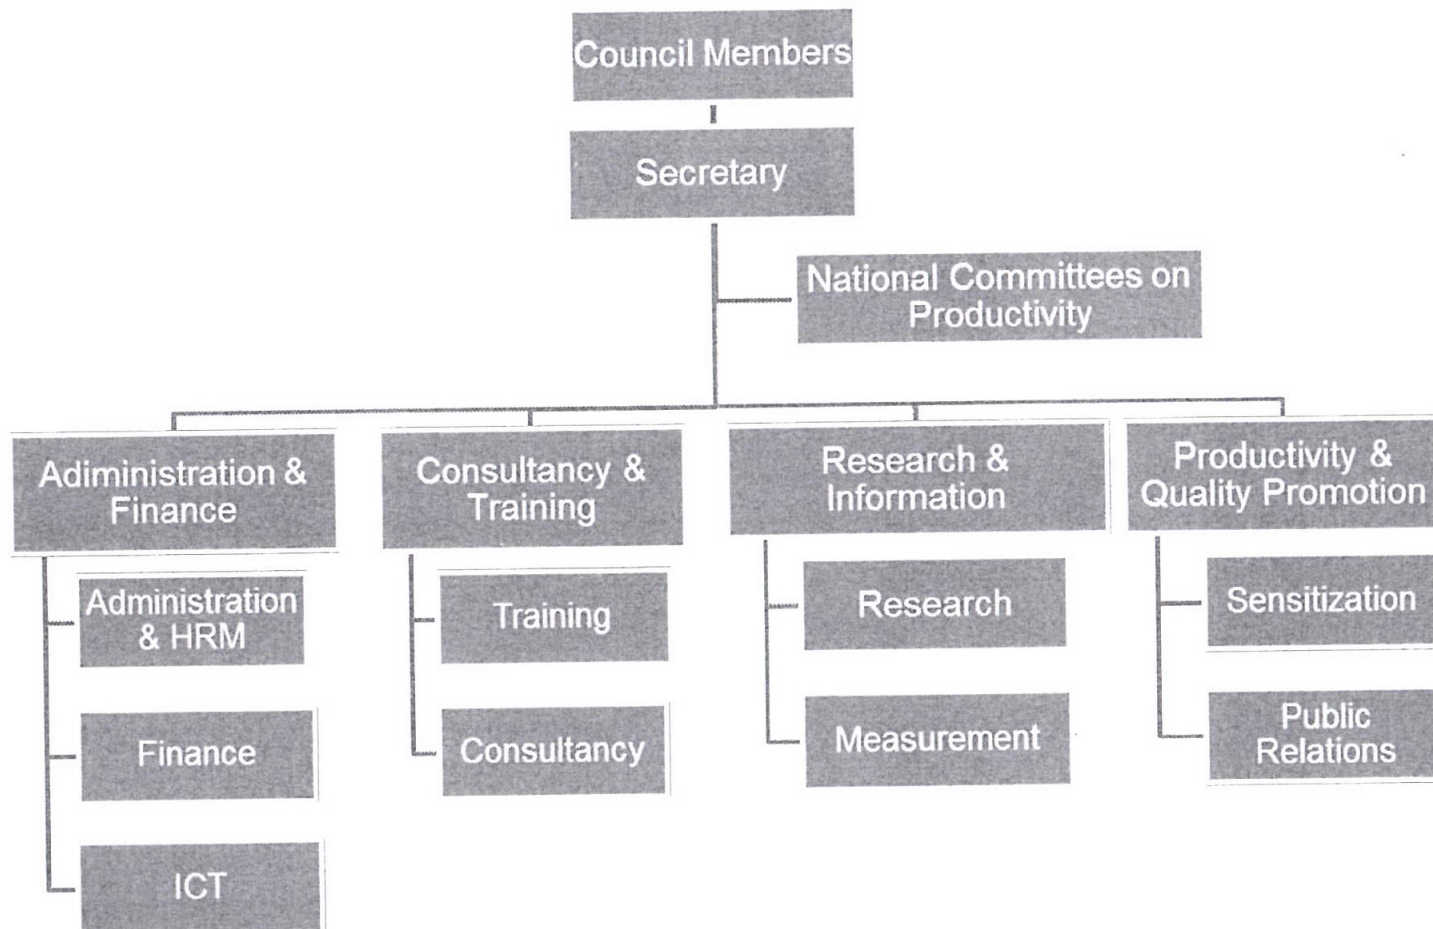 Council Members
Secretary
National Committees on
Productivity
Adiministration &
Finance
Consultancy &
Training
Research &
Information
Productivity &
Quality Promotion
Administration
& HRM
Finance
ICT
Training
Consultancy
Research
Measurement
Sensitization
Public
Relations